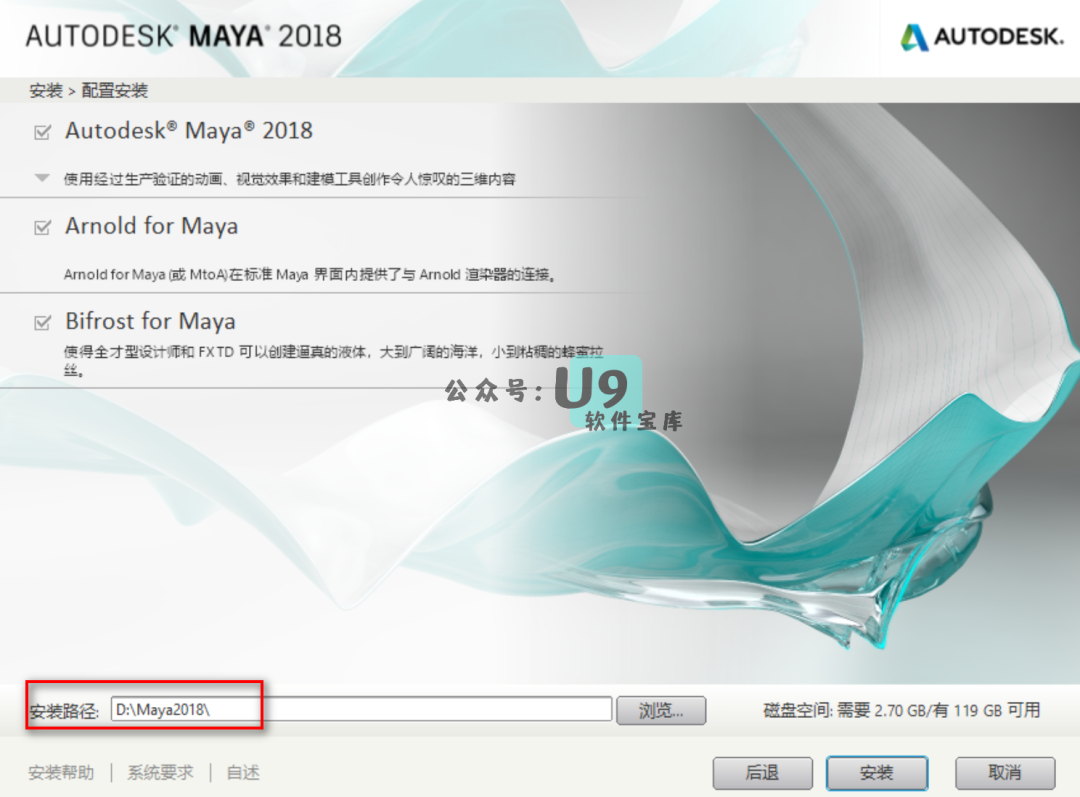 AUTODESK® MAYA® 2018
AUTODESK.
安装 > 配置安装
Autodesk® Maya® 2018
使用经过生产验证的动画、视觉效果和建模工具创作令人惊叹的三维内容
Arnold for Maya
Arnold for Maya (或 MtoA)在标准 Maya 界面内提供了与 Arnold 渲染器的连接。
Bifrost for Maya
使得全才型设计师和 FX TD 可以创建逼真的液体，大到广阔的海洋，小到粘稠的蜂蜜拉
丝。
公众号：U9
软件宝库
安装路径: D:\Maya2018\ 浏览... 磁盘空间: 需要 2.70 GB/有 119 GB 可用
安装帮助 | 系统要求 | 自述 后退 安装 取消